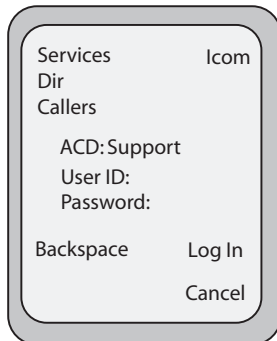 Services Icom
Dir
Callers
ACD: Support
User ID:
Password:
Backspace Log In
Cancel